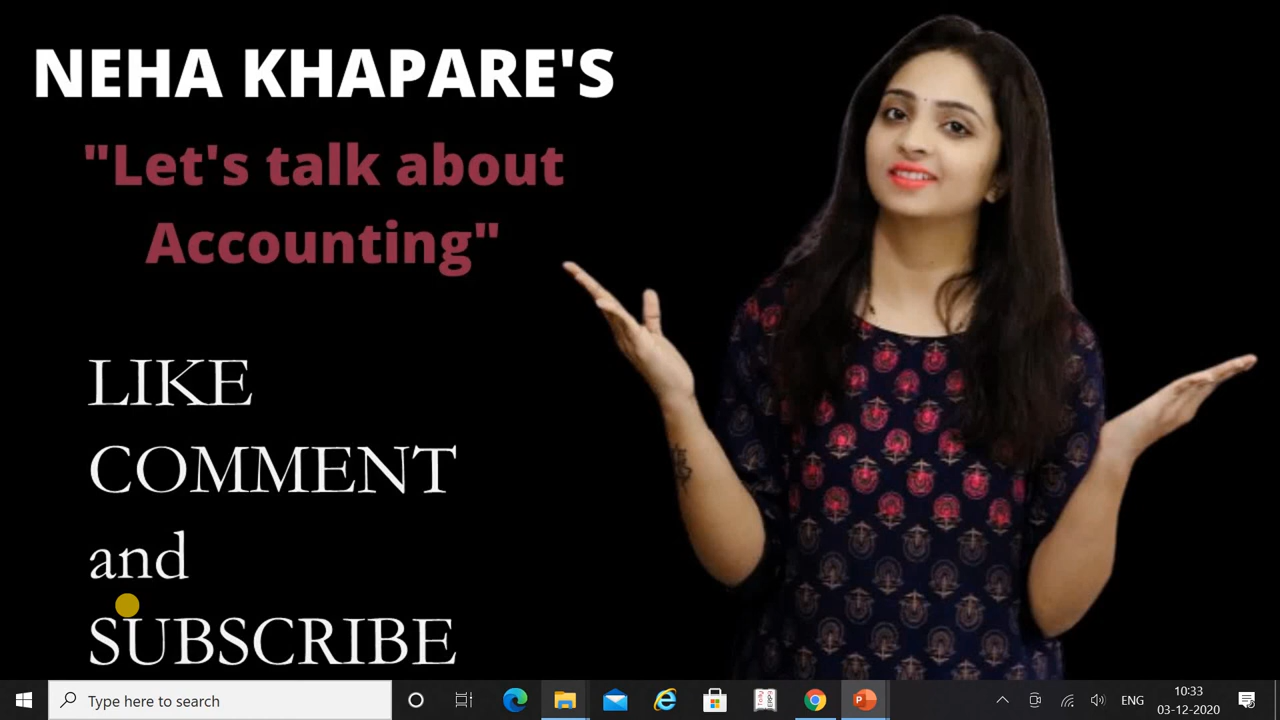 NEHA KHAPARE'S
"Let's talk about
Accounting"
LIKE
COMMENT
and
SUBSCRIBE
Type here to search
ENG
10:33
03-12-2020